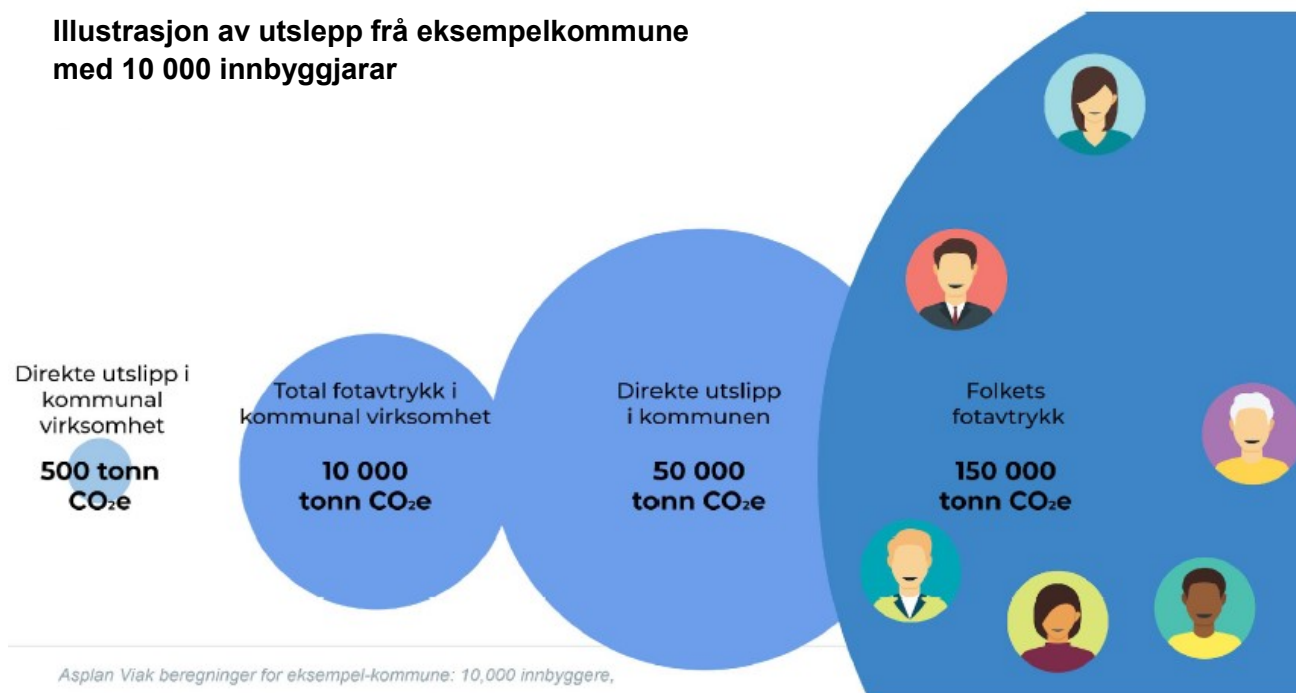 Illustrasjon av utslepp frå eksempelkommune
med 10 000 innbyggjarar
Direkte utslipp i
kommunal
virksomhet
500 tonn
CO₂e
Total fotavtrykk i
kommunal virksomhet
10 000
tonn CO₂e
Direkte utslipp
i kommunen
50 000
tonn CO₂e
Folkets
fotavtrykk
150 000
tonn CO₂e
Asplan Viak beregninger for eksempel-kommune: 10,000 innbyggere,